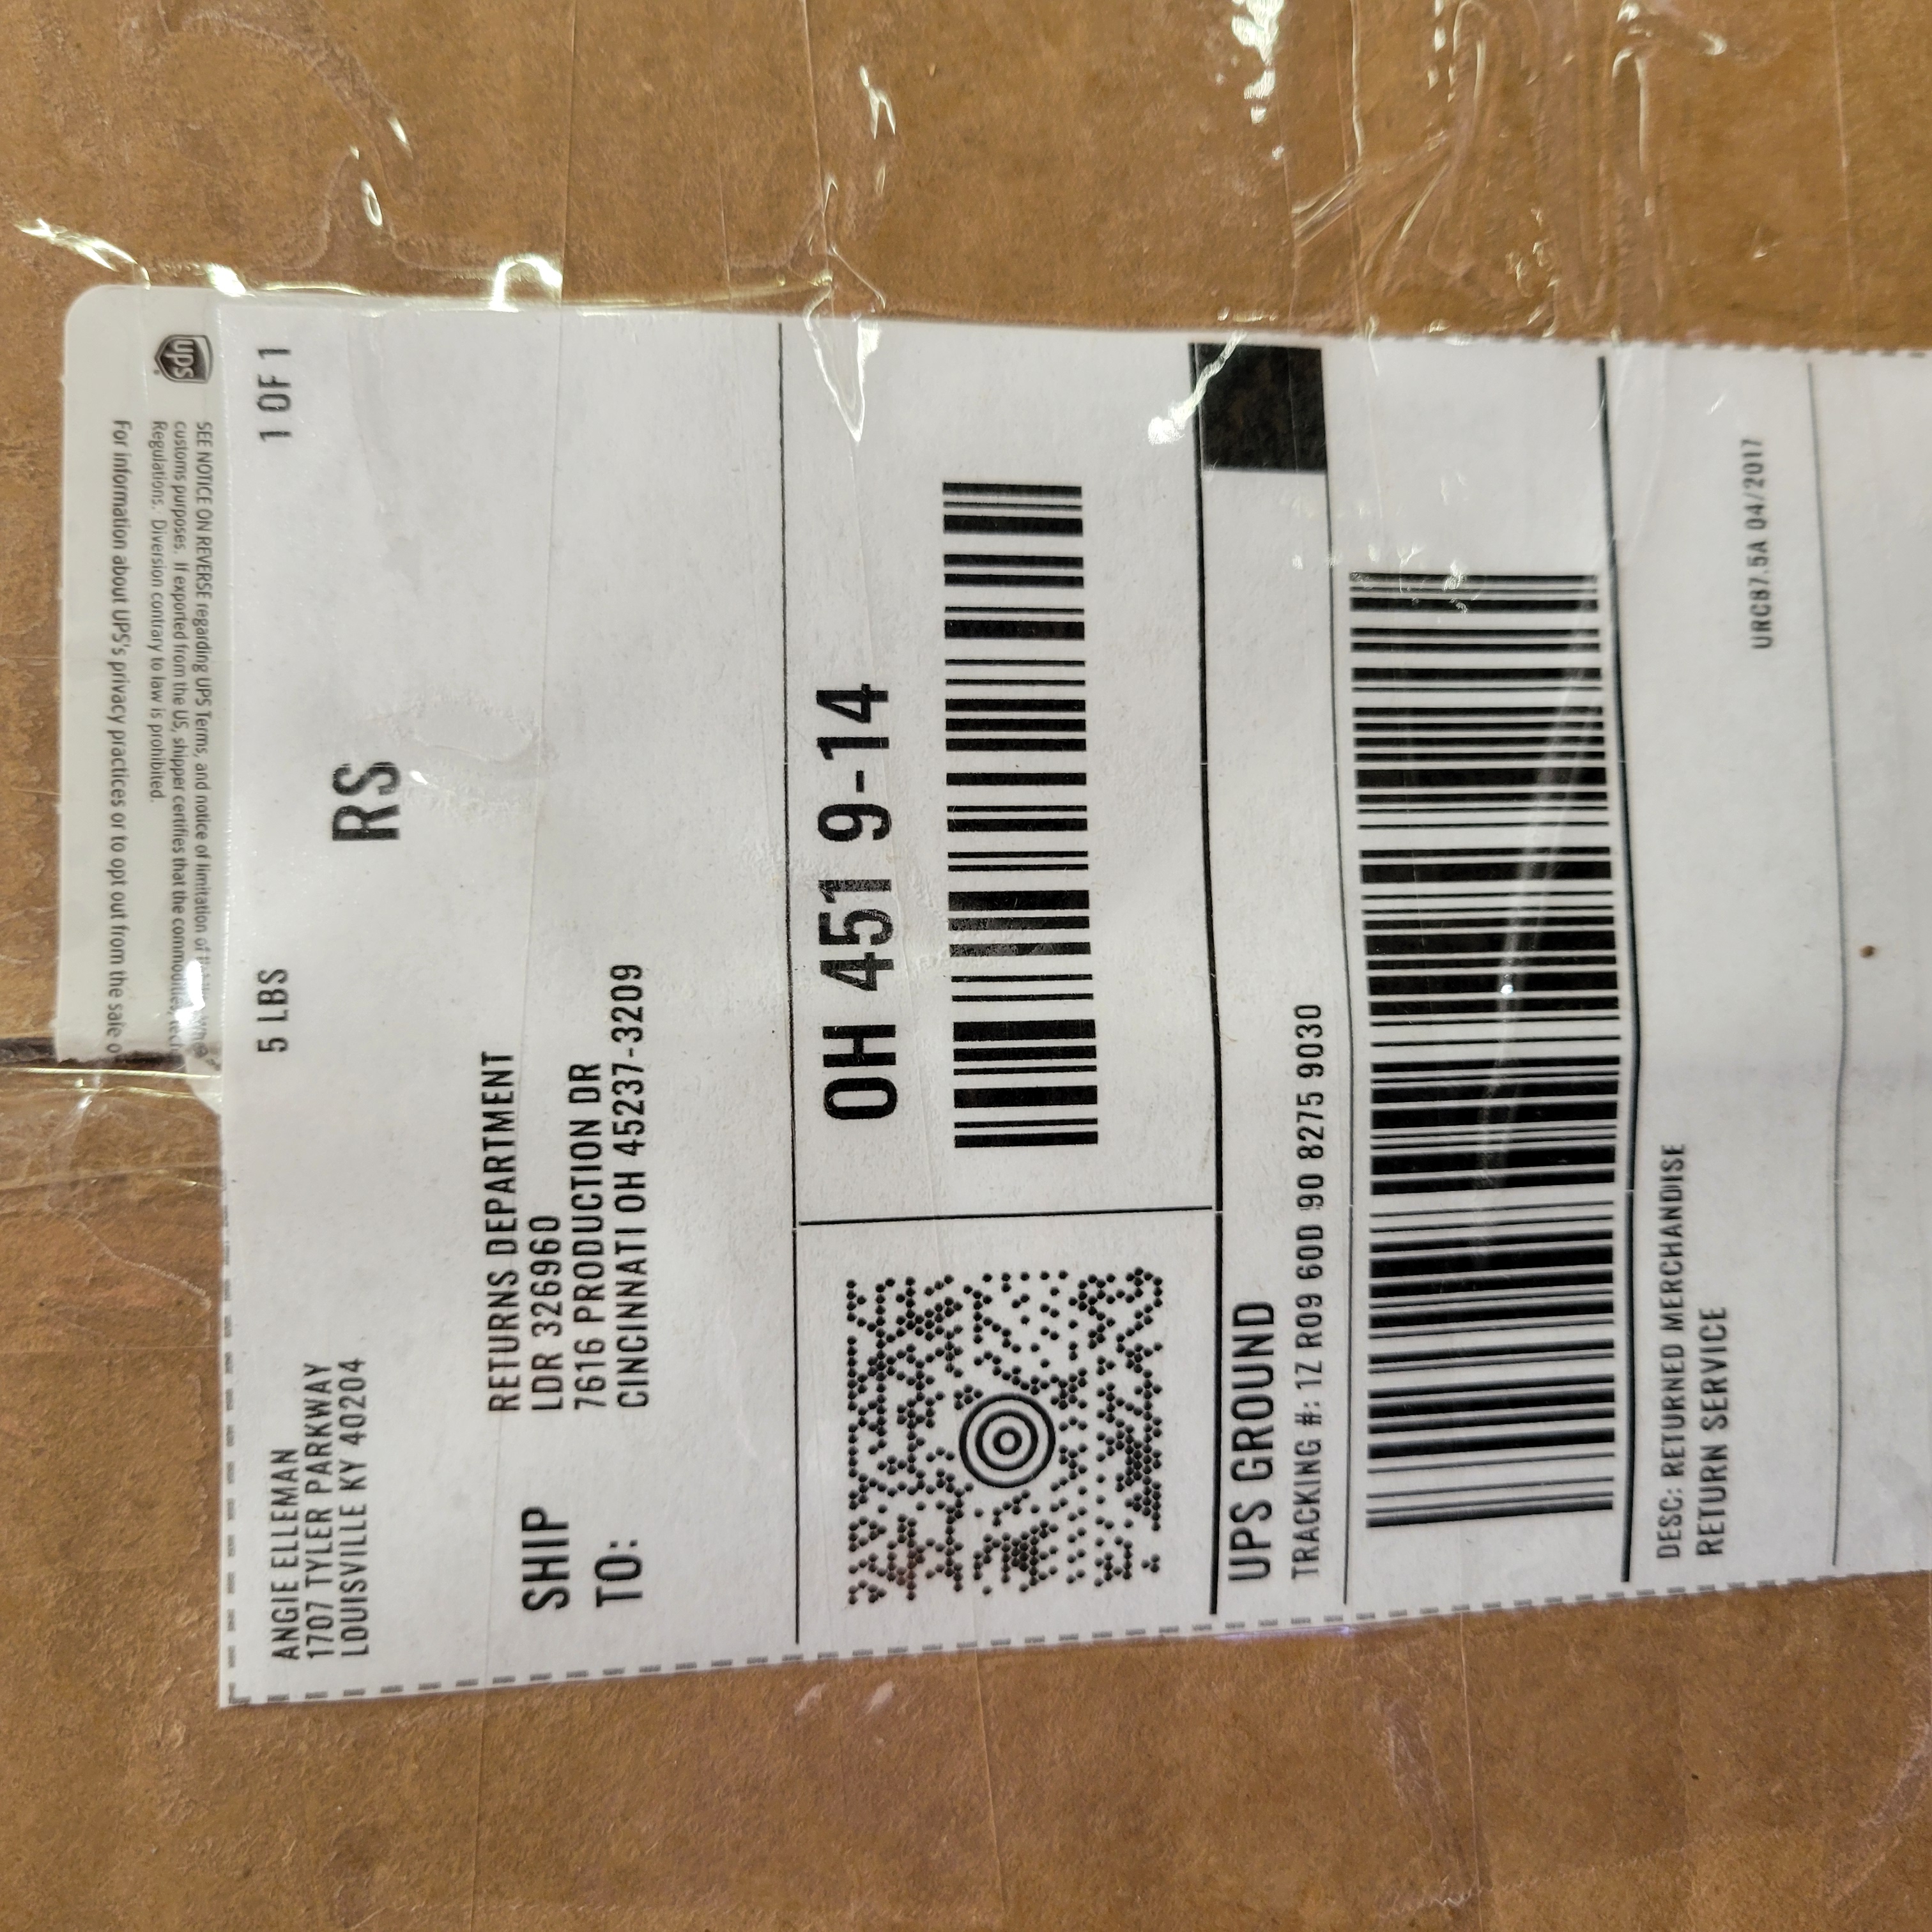 ANGIE ELLEMAN
1707 TYLER PARKWAY
LOUISVILLE KY 40204
5 LBS
1 OF 1
RS
SHIP
TO:
RETURNS DEPARTMENT
LDR 3326960
7616 PRODUCTION DR
CINCINNATI OH 45237-3209
OH 451 9-14
UPS GROUND
TRACKING #: 1Z R09 60D 90 8275 9030
DESC: RETURNED MERCHANDISE
RETURN SERVICE
URC87.5A 04/2017
ups
SEE NOTICE ON REVERSE regarding UPS Terms, and notice of limitation of
customs purposes. If exported from the US, shipper certifies that the
Regulations. Diversion contrary to law is prohibited.
For information about UPS's privacy practices or to opt out from the sale